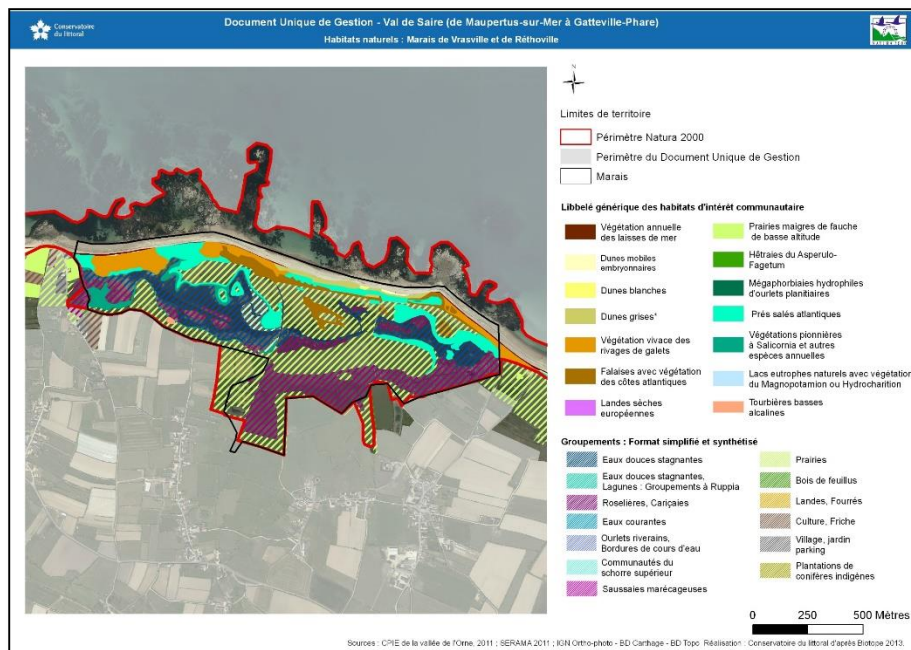 Conservatoire
du littoral
Document Unique de Gestion - Val de Saire (de Maupertus-sur-Mer à Gatteville-Phare)
Habitats naturels : Marais de Vrasville et de Réthoville
NATURA 2000
N
Limites de territoire
Périmètre Natura 2000
Perimètre du Document Unique de Gestion
Marais
Libbelé générique des habitats d'intérêt communautaire
Végétation annuelle
des laisses de mer
Dunes mobiles
embryonnaires
Dunes blanches
Dunes grises*
Végétation vivace des
rivages de galets
Falaises avec végétation
des côtes atlantiques
Landes sèches
européennes
Prairies maigres de fauche
de basse altitude
Hêtraies du Asperulo-
Fagetum
Mégaphorbiaies hydrophiles
d'ourlets planitiaires
Prés salés atlantiques
Végétations pionnières
à Salicornia et autres
espèces annuelles
Lacs eutrophes naturels avec végétation
du Magnopotamion ou Hydrocharition
Tourbières basses
alcalines
Groupements : Format simplifié et synthétisé
Eaux douces stagnantes
Eaux douces stagnantes,
Lagunes : Groupements à Ruppia
Roselières, Cariçaies
Eaux courantes
Ourlets riverains,
Bordures de cours d'eau
Communautés du
schorre supérieur
Saussaies marécageuses
Prairies
Bois de feuillus
Landes, Fourrés
Culture, Friche
Village, jardin
parking
Plantations de
conifères indigènes
0 250 500 Mètres
Sources : CPIE de la vallée de l'Orne, 2011 ; SERAMA 2011 ; IGN Ortho-photo - BD Carthage - BD Topo Réalisation : Conservatoire du littoral d'après Biotope 2013.